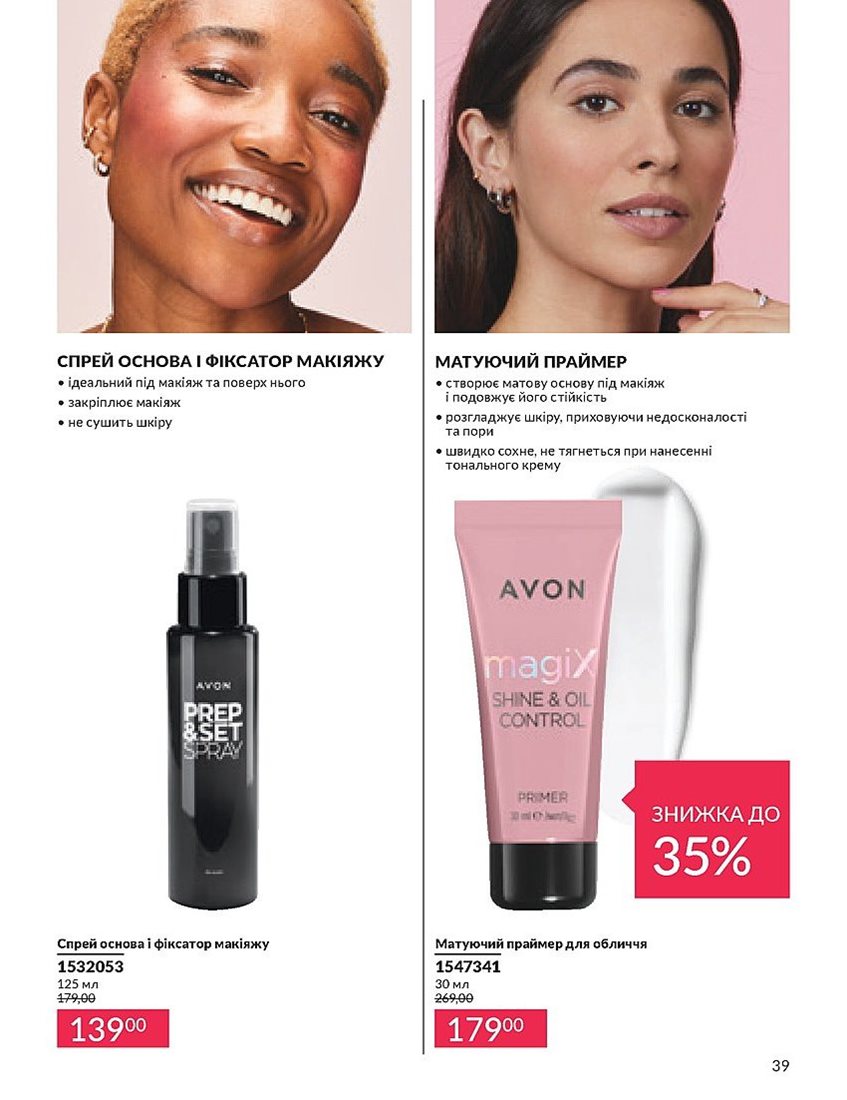 СПРЕЙ ОСНОВА І ФІКСАТОР МАКІЯЖУ
• ідеальний під макіяж та поверх нього
• закріплює макіяж
• не сушить шкіру
AVON
PREP
&SET
SPRAY
Спрей основа і фіксатор макіяжу
1532053
125 мл
179,00
139⁰⁰
МАТУЮЧИЙ ПРАЙМЕР
• створює матову основу під макіяж
і подовжує його стійкість
• розгладжує шкіру, приховуючи недосконалості
та пори
• швидко сохне, не тягнеться при нанесенні
тонального крему
AVON
magiX
SHINE & OIL
CONTROL
PRIMER
ЗНИЖКА ДО
35%
Матуючий праймер для обличчя
1547341
30 мл
269,00
179⁰⁰
39